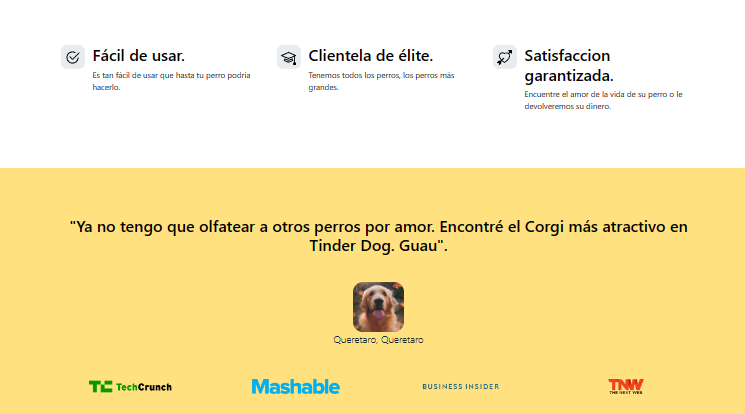 Fácil de usar.
Es tan fácil de usar que hasta tu perro podría
hacerlo.
Clientela de élite.
Tenemos todos los perros, los perros más
grandes.
Satisfaccion
garantizada.
Encuentre el amor de la vida de su perro o le
devolveremos su dinero.
"Ya no tengo que olfatear a otros perros por amor. Encontré el Corgi más atractivo en
Tinder Dog. Guau".
Queretaro, Queretaro
TC TechCrunch
Mashable
BUSINESS INSIDER
TNW
THE NEXT WEB